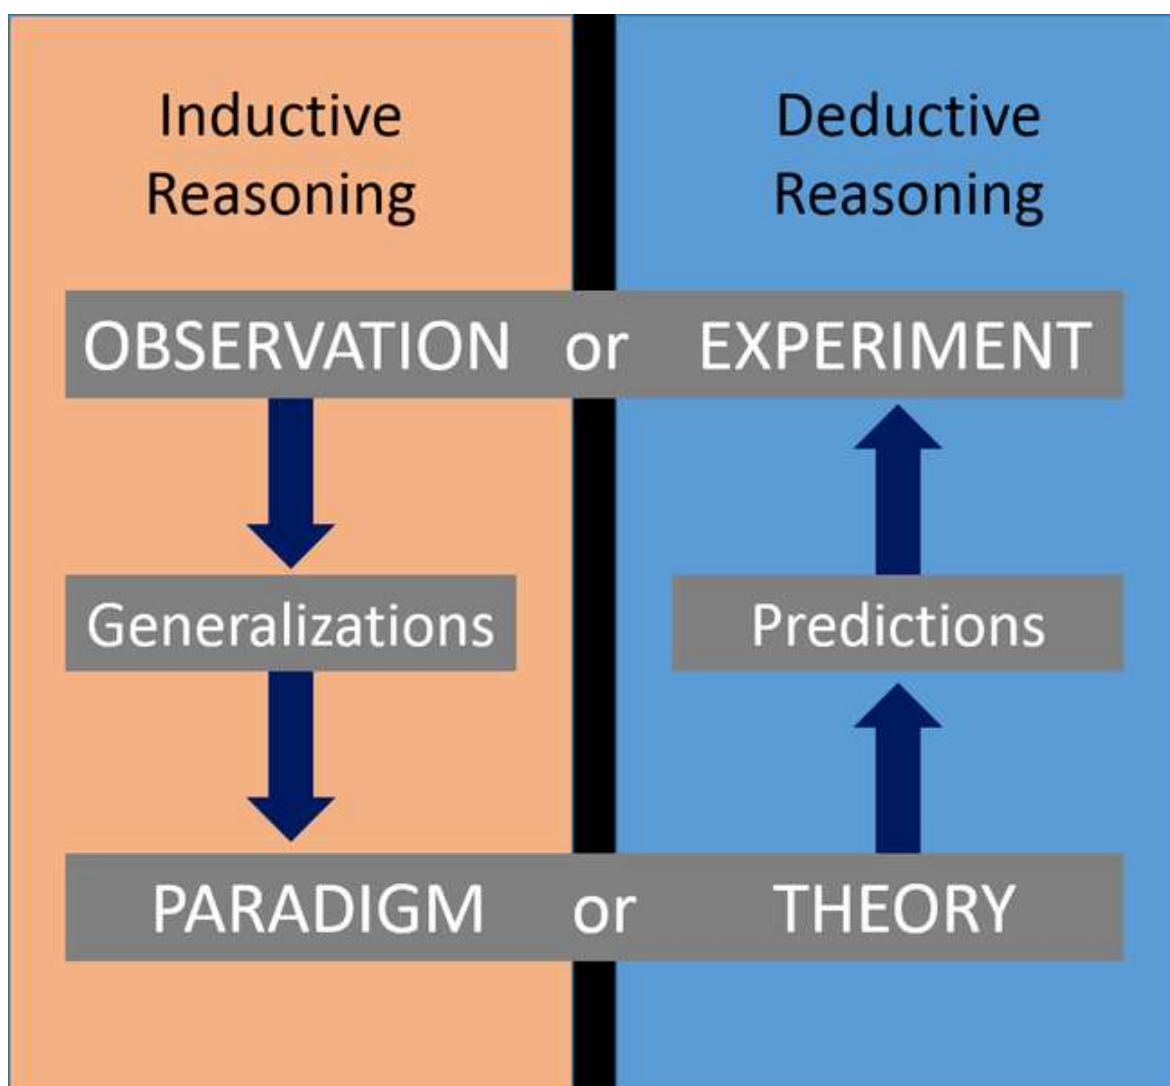 Inductive
Reasoning
Deductive
Reasoning
OBSERVATION or EXPERIMENT
Generalizations
Predictions
PARADIGM or THEORY